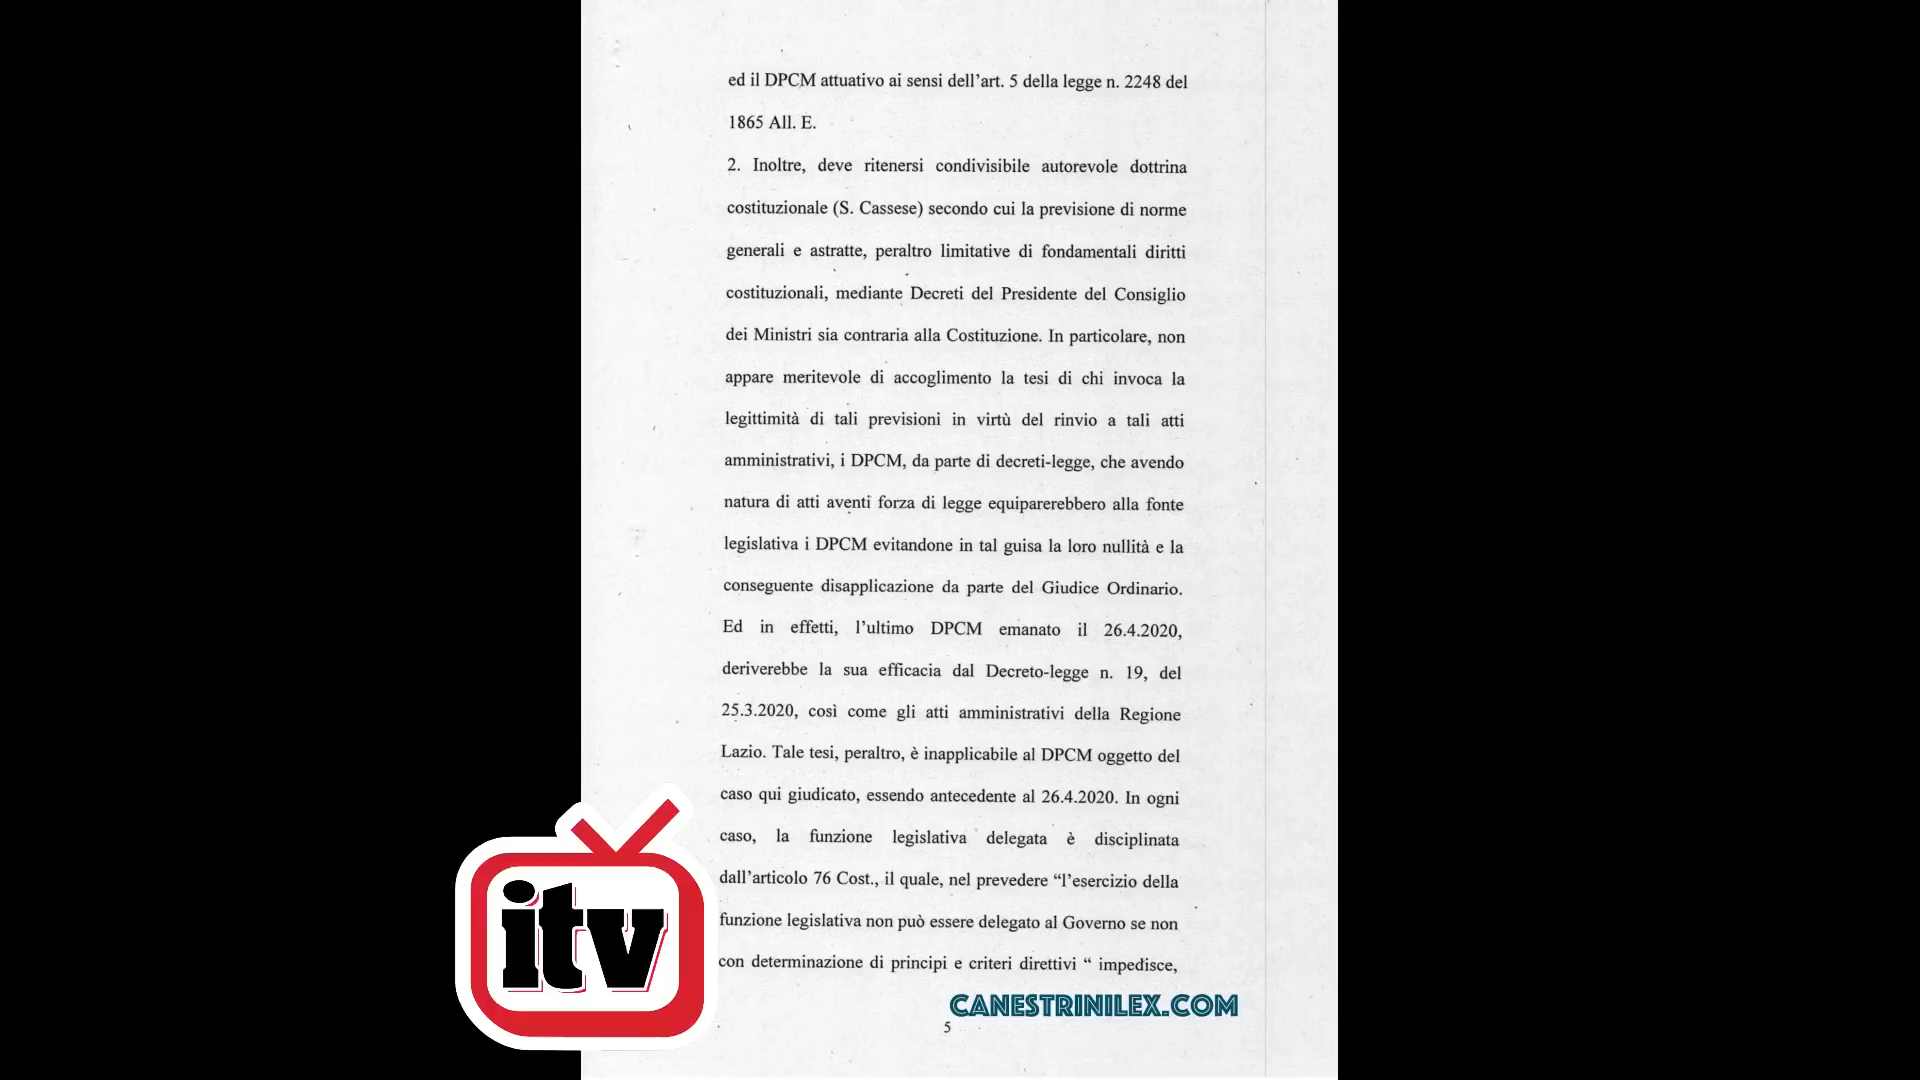 ed il DPCM attuativo ai sensi dell'art. 5 della legge n. 2248 del
1865 All. E.
2. Inoltre, deve ritenersi condivisibile autorevole dottrina
costituzionale (S. Cassese) secondo cui la previsione di norme
generali e astratte, peraltro limitative di fondamentali diritti
costituzionali, mediante Decreti del Presidente del Consiglio
dei Ministri sia contraria alla Costituzione. In particolare, non
appare meritevole di accoglimento la tesi di chi invoca la
legittimità di tali previsioni in virtù del rinvio a tali atti
amministrativi, i DPCM, da parte di decreti-legge, che avendo
natura di atti aventi forza di legge equiparerebbero alla fonte
legislativa i DPCM evitandone in tal guisa la loro nullità e la
conseguente disapplicazione da parte del Giudice Ordinario.
Ed in effetti, l'ultimo DPCM emanato il 26.4.2020,
deriverebbe la sua efficacia dal Decreto-legge n. 19, del
25.3.2020, così come gli atti amministrativi della Regione
Lazio. Tale tesi, peraltro, è inapplicabile al DPCM oggetto del
caso qui giudicato, essendo antecedente al 26.4.2020. In ogni
caso, la funzione legislativa delegata è disciplinata
dall'articolo 76 Cost., il quale, nel prevedere “l'esercizio della
funzione legislativa non può essere delegato al Governo se non
con determinazione di principi e criteri direttivi “ impedisce,
CANESTRINILEX.COM
5
itv